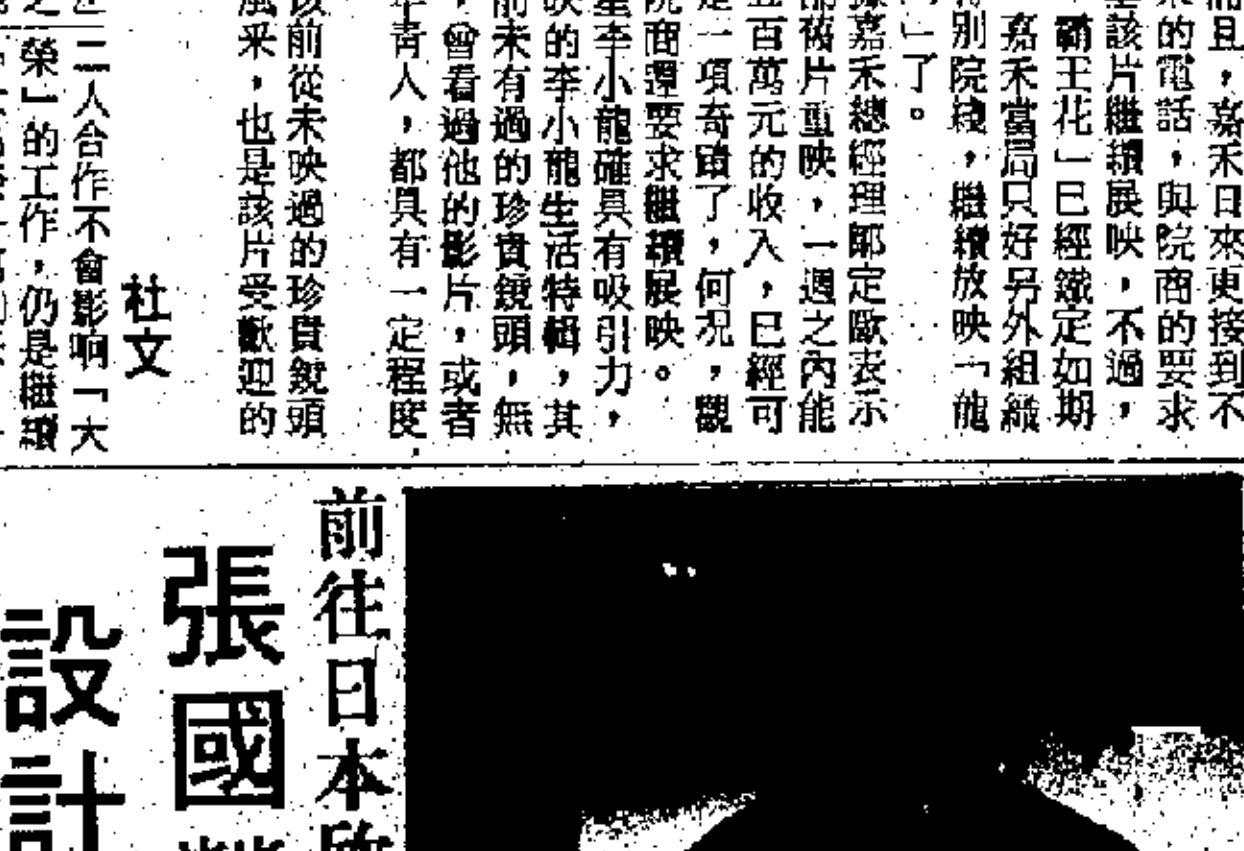 而且，嘉禾日來更接到不
的電話，與院商的要求
該片繼續展映，不過，
霸王花」已經鐵定如期
嘉禾當局只好另外組織
別院綫，繼續放映「龍
」了。
嘉禾總經理鄒定歐表示
舊片重映，一週之內能
五百萬元的收入，已經可
是一項奇蹟了，何况，觀
院商還要求繼續展映。
星李小龍確具有吸引力，
映的李小龍生活特輯，其
前未有過的珍貴鏡頭，無
，曾看過他的影片，或者
年青人，都具有一定程度
該前從未映過的珍貴鏡頭
風采，也是該片受歡迎的
杜文
二人合作不會影响「大
榮」的工作，仍是繼續
前往日本
張國
設計